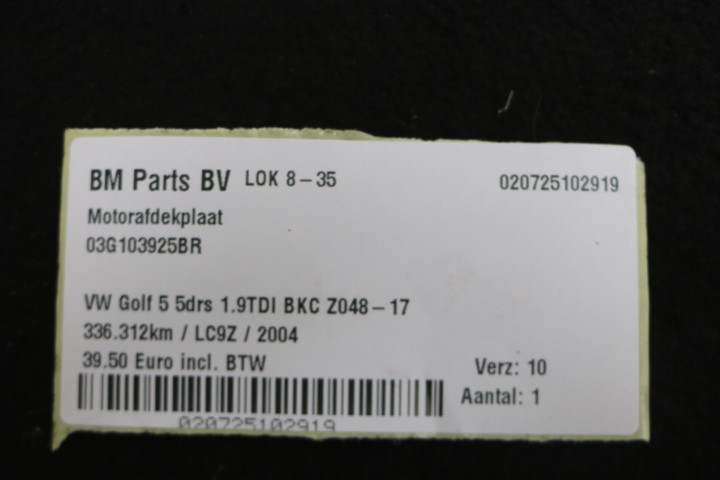 BM Parts BV LOK 8-35 020725102919
Motorafdekplaat
03G103925BR
VW Golf 5 5drs 1.9TDI BKC Z048-17
336.312km / LC9Z / 2004
39.50 Euro incl. BTW Verz: 10
Aantal: 1
020725102919